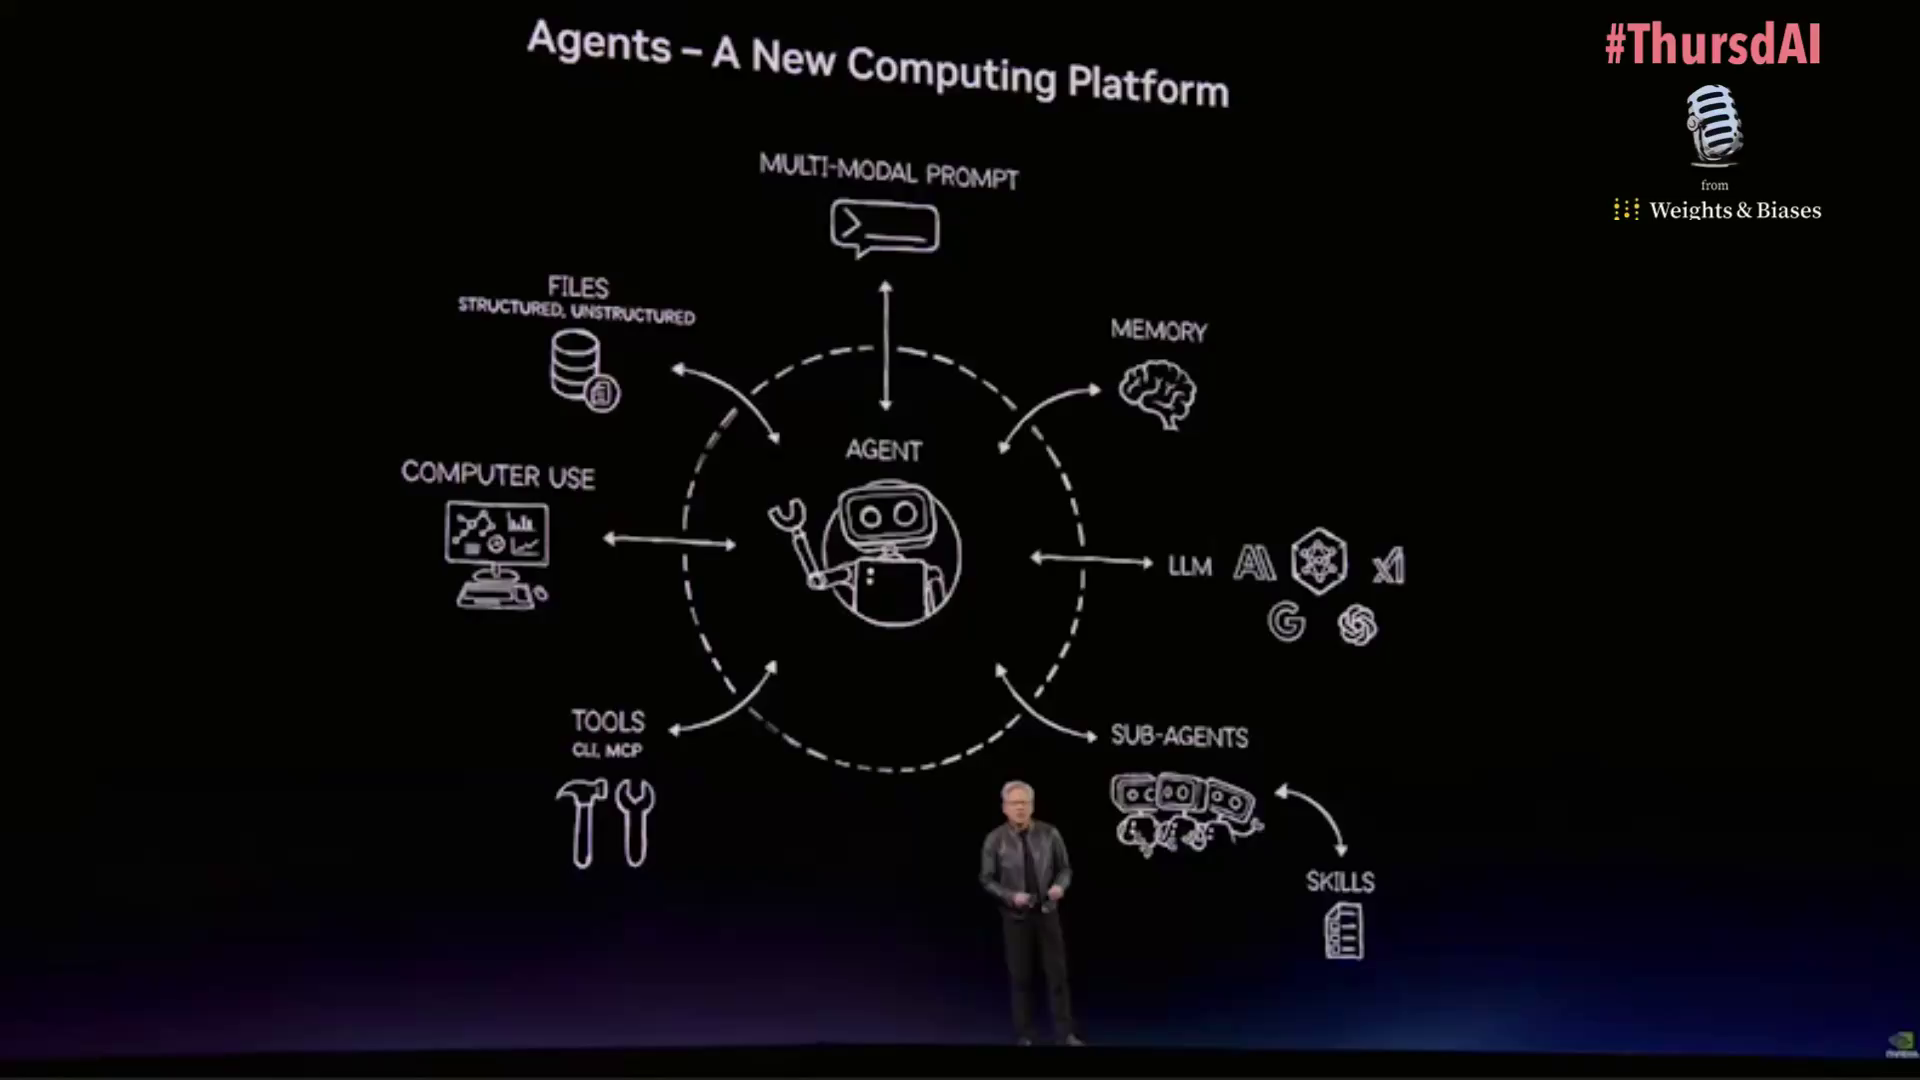 Agents – A New Computing Platform
#ThursdAI
from
Weights & Biases
MULTI-MODAL PROMPT
FILES
STRUCTURED, UNSTRUCTURED
MEMORY
AGENT
COMPUTER USE
LLM
TOOLS
CLI, MCP
SUB-AGENTS
SKILLS